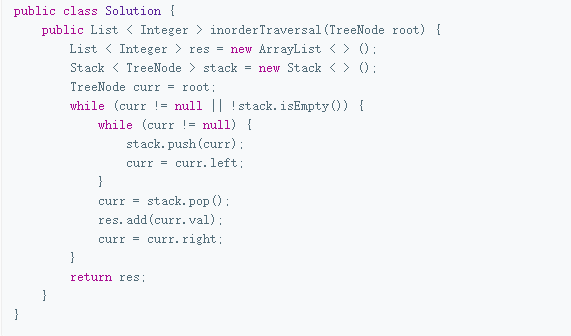 public class Solution {
    public List < Integer > inorderTraversal(TreeNode root) {
        List < Integer > res = new ArrayList < > ();
        Stack < TreeNode > stack = new Stack < > ();
        TreeNode curr = root;
        while (curr != null || !stack.isEmpty()) {
            while (curr != null) {
                stack.push(curr);
                curr = curr.left;
            }
            curr = stack.pop();
            res.add(curr.val);
            curr = curr.right;
        }
        return res;
    }
}